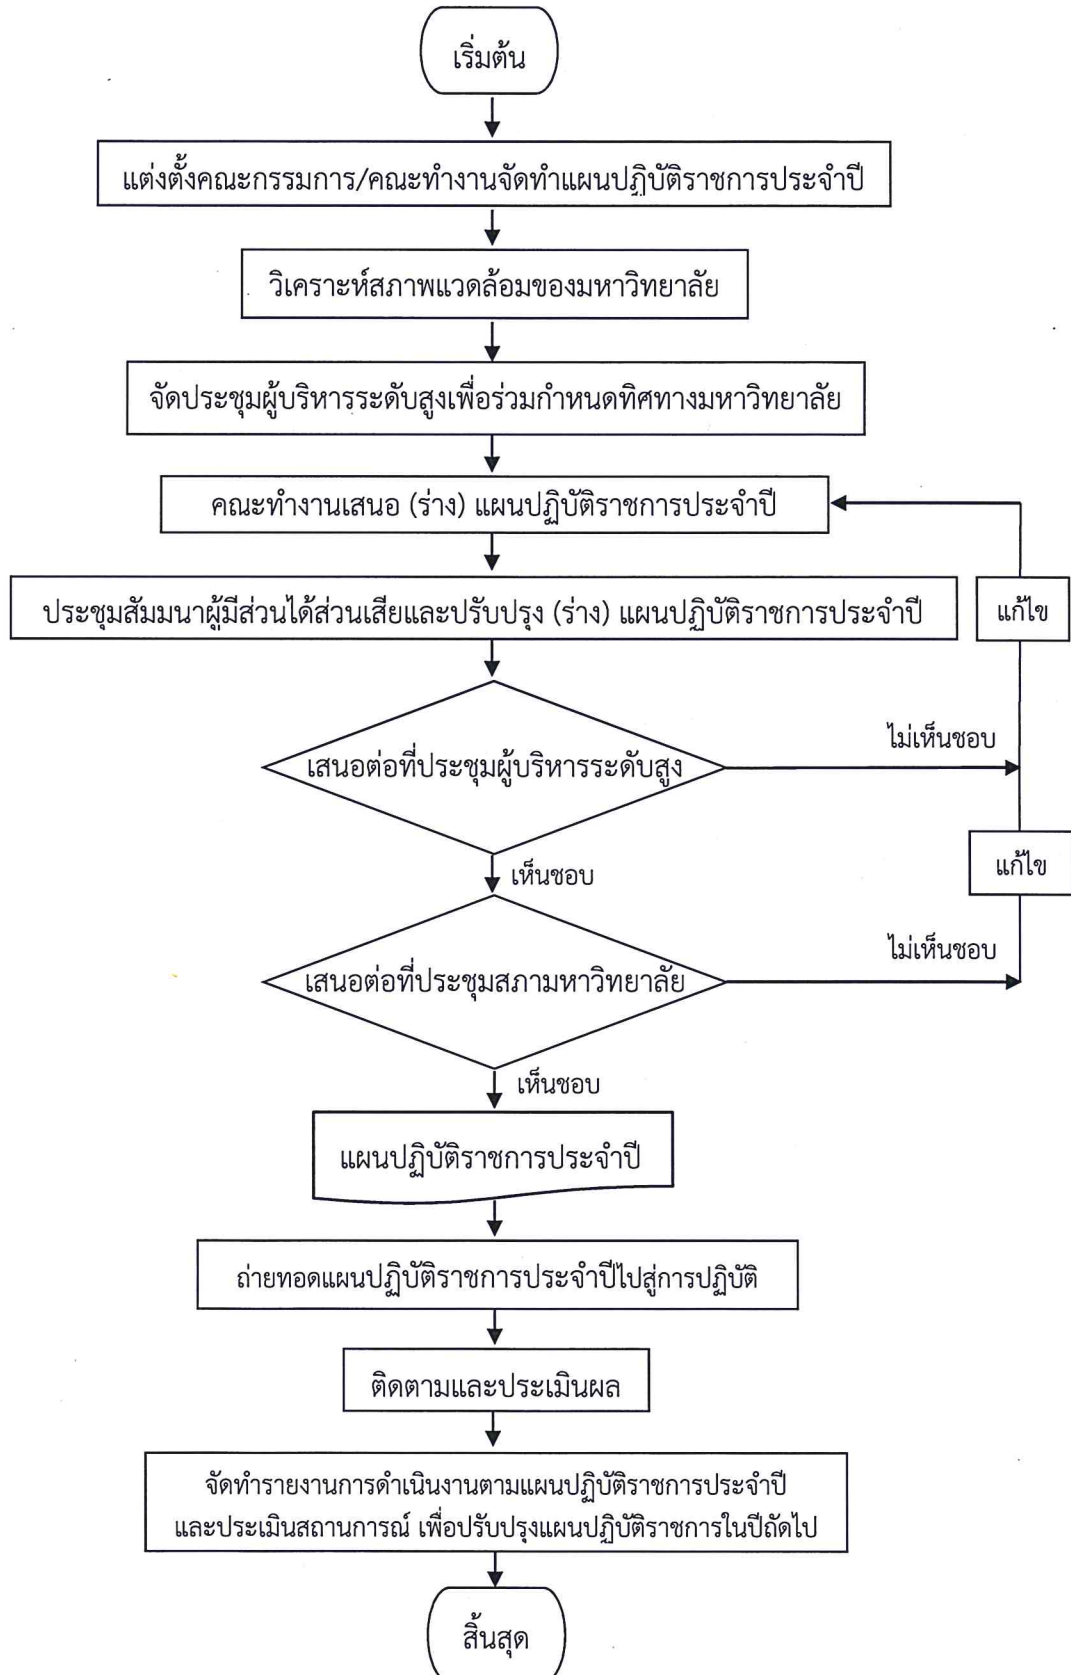 เริ่มต้น
แต่งตั้งคณะกรรมการ/คณะทำงานจัดทำแผนปฏิบัติราชการประจำปี
วิเคราะห์สภาพแวดล้อมของมหาวิทยาลัย
จัดประชุมผู้บริหารระดับสูงเพื่อร่วมกำหนดทิศทางมหาวิทยาลัย
คณะทำงานเสนอ (ร่าง) แผนปฏิบัติราชการประจำปี
ประชุมสัมมนาผู้มีส่วนได้ส่วนเสียและปรับปรุง (ร่าง) แผนปฏิบัติราชการประจำปี
แก้ไข
ไม่เห็นชอบ
เสนอต่อที่ประชุมผู้บริหารระดับสูง
แก้ไข
เห็นชอบ
ไม่เห็นชอบ
เสนอต่อที่ประชุมสภามหาวิทยาลัย
เห็นชอบ
แผนปฏิบัติราชการประจำปี
ถ่ายทอดแผนปฏิบัติราชการประจำปีไปสู่การปฏิบัติ
ติดตามและประเมินผล
จัดทำรายงานการดำเนินงานตามแผนปฏิบัติราชการประจำปี
และประเมินสถานการณ์ เพื่อปรับปรุงแผนปฏิบัติราชการในปีถัดไป
สิ้นสุด